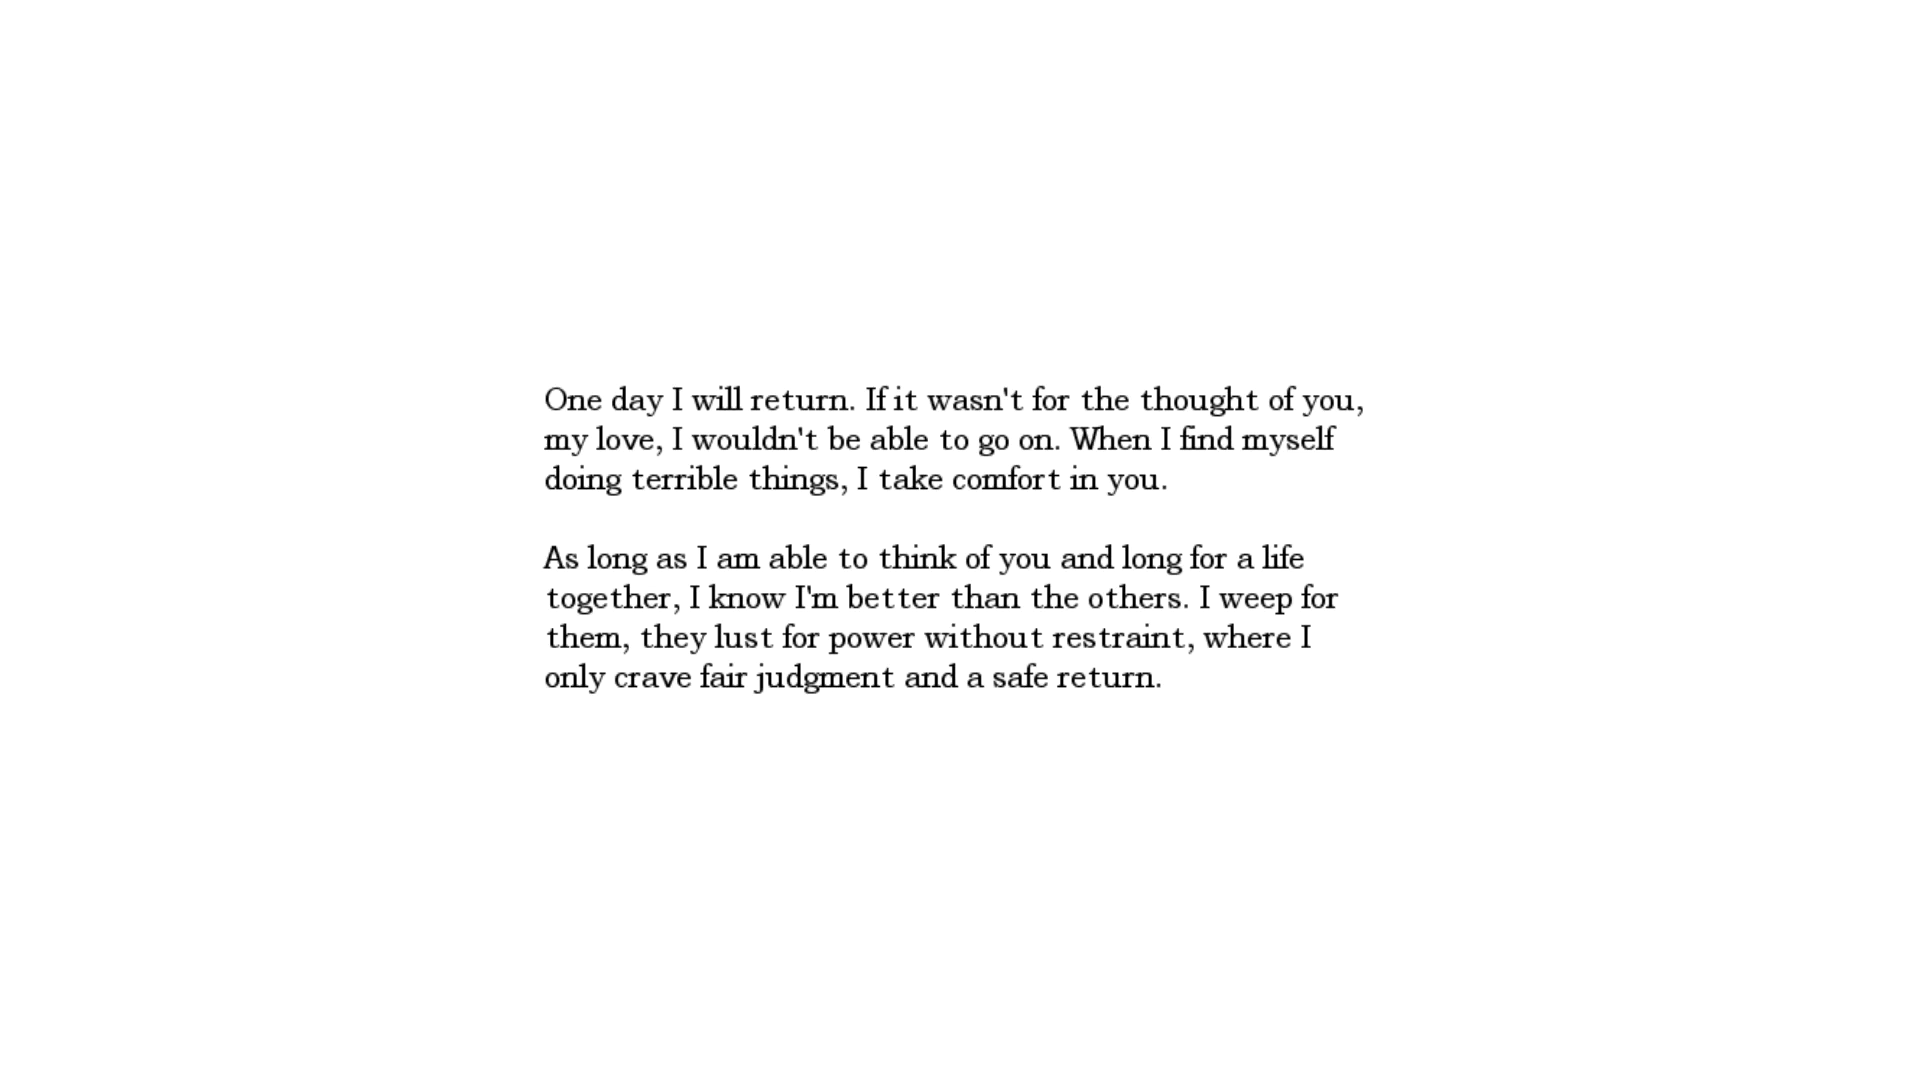 One day I will return. If it wasn't for the thought of you,
my love, I wouldn't be able to go on. When I find myself
doing terrible things, I take comfort in you.

As long as I am able to think of you and long for a life
together, I know I'm better than the others. I weep for
them, they lust for power without restraint, where I
only crave fair judgment and a safe return.